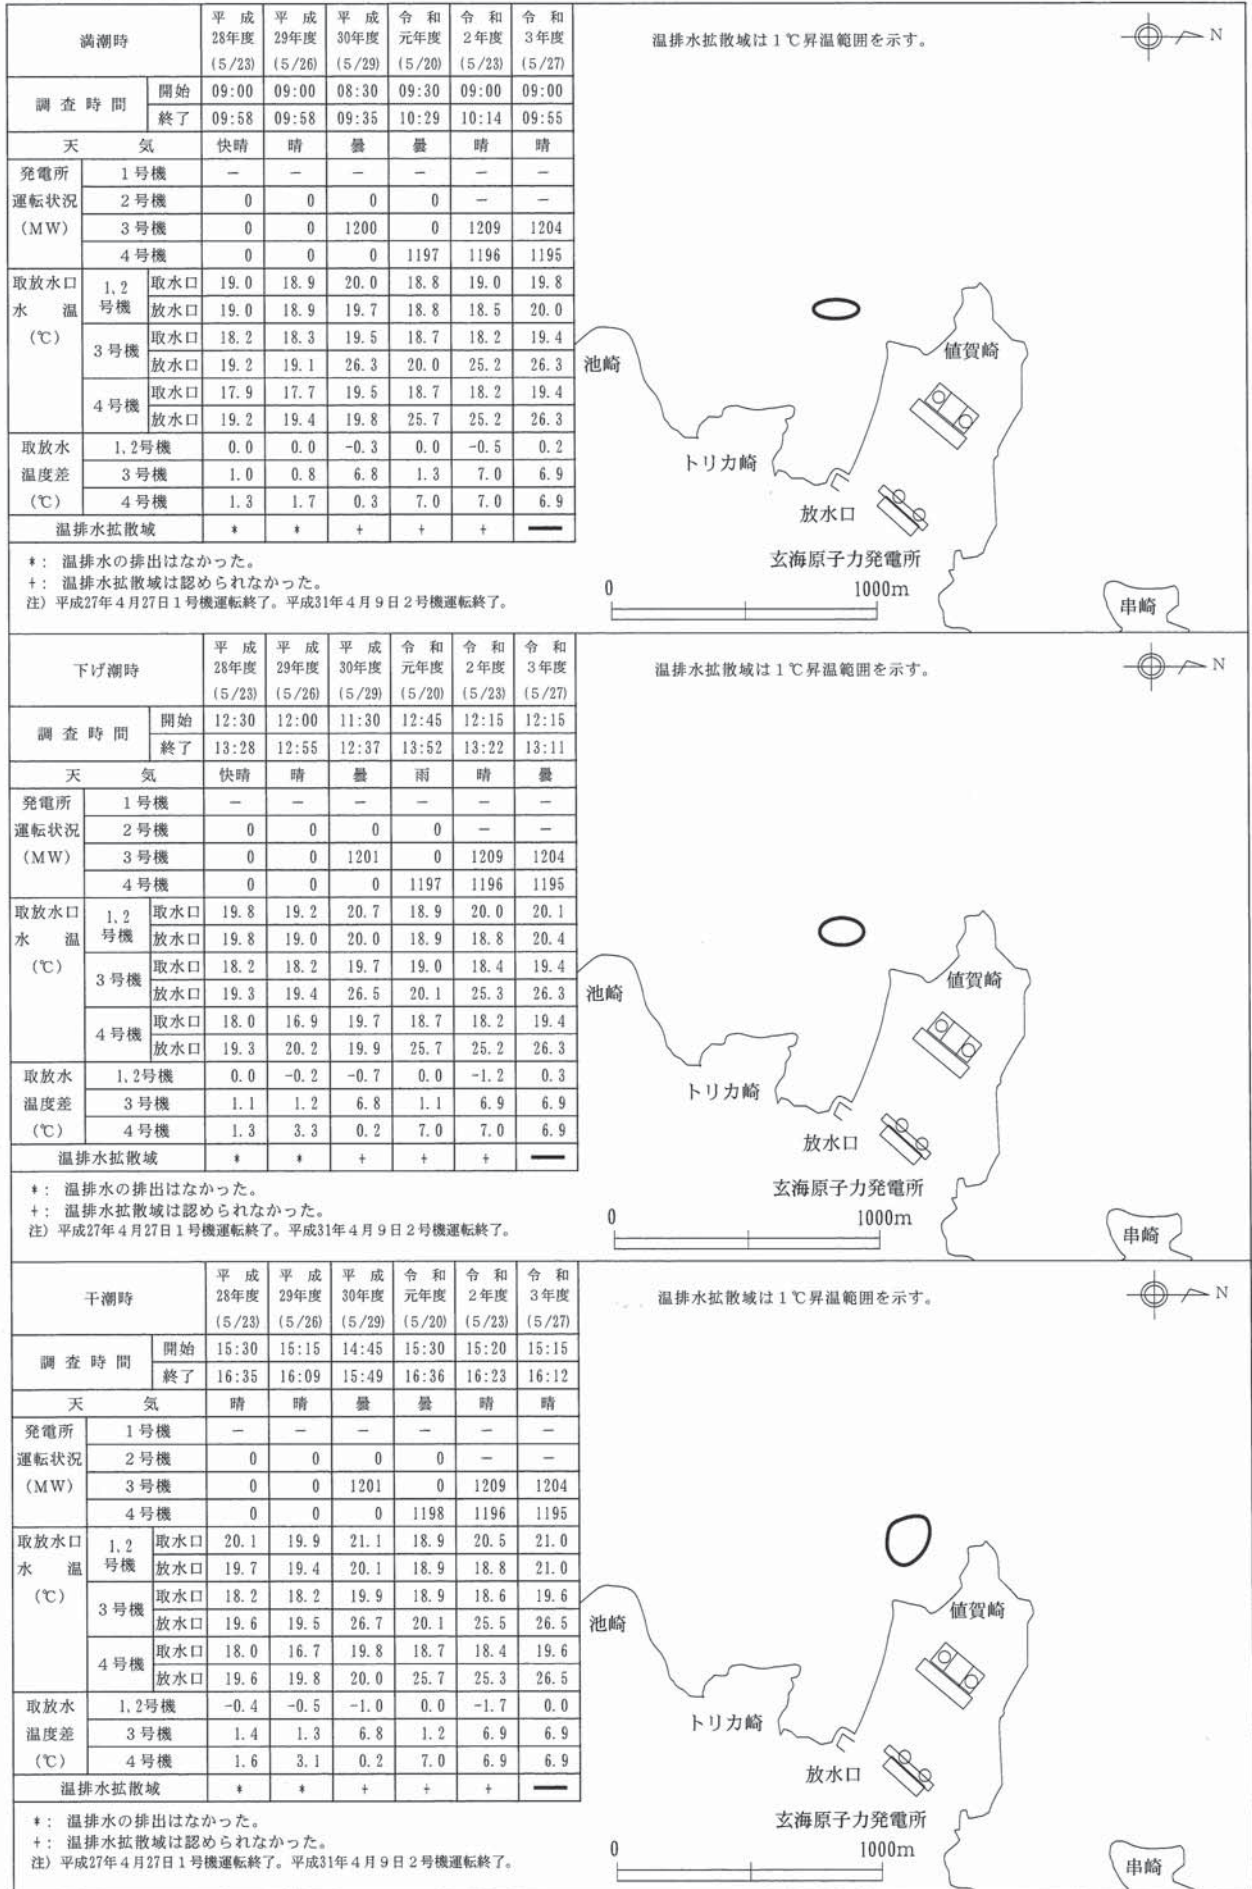 満潮時 平成28年度(5/23) 平成29年度(5/26) 平成30年度(5/29) 令和元年度(5/20) 令和2年度(5/23) 令和3年度(5/27)
調査時間 開始 09:00 09:00 08:30 09:30 09:00 09:00
終了 09:58 09:58 09:35 10:29 10:14 09:55
天気 快晴 晴 曇 曇 晴 晴
発電所運転状況(MW) 1号機 − − − − − −
2号機 0 0 0 0 − −
3号機 0 0 1200 0 1209 1204
4号機 0 0 0 1197 1196 1195
取放水口水温(℃) 1,2号機 取水口 19.0 18.9 20.0 18.8 19.0 19.8
放水口 19.0 18.9 19.7 18.8 18.5 20.0
3号機 取水口 18.2 18.3 19.5 18.7 18.2 19.4
放水口 19.2 19.1 26.3 20.0 25.2 26.3
4号機 取水口 17.9 17.7 19.5 18.7 18.2 19.4
放水口 19.2 19.4 19.8 25.7 25.2 26.3
取放水温度差(℃) 1,2号機 0.0 0.0 -0.3 0.0 -0.5 0.2
3号機 1.0 0.8 6.8 1.3 7.0 6.9
4号機 1.3 1.7 0.3 7.0 7.0 6.9
温排水拡散域 * * + + +
*： 温排水の排出はなかった。
+： 温排水拡散域は認められなかった。
注）平成27年4月27日1号機運転終了。平成31年4月9日2号機運転終了。
温排水拡散域は1℃昇温範囲を示す。
N
池崎
値賀崎
トリカ崎
放水口
玄海原子力発電所
0 1000m
串崎
下げ潮時 平成28年度(5/23) 平成29年度(5/26) 平成30年度(5/29) 令和元年度(5/20) 令和2年度(5/23) 令和3年度(5/27)
調査時間 開始 12:30 12:00 11:30 12:45 12:15 12:15
終了 13:28 12:55 12:37 13:52 13:22 13:11
天気 快晴 晴 曇 雨 晴 曇
発電所運転状況(MW) 1号機 − − − − − −
2号機 0 0 0 0 − −
3号機 0 0 1201 0 1209 1204
4号機 0 0 0 1197 1196 1195
取放水口水温(℃) 1,2号機 取水口 19.8 19.2 20.7 18.9 20.0 20.1
放水口 19.8 19.0 20.0 18.9 18.8 20.4
3号機 取水口 18.2 18.2 19.7 19.0 18.4 19.4
放水口 19.3 19.4 26.5 20.1 25.3 26.3
4号機 取水口 18.0 16.9 19.7 18.7 18.2 19.4
放水口 19.3 20.2 19.9 25.7 25.2 26.3
取放水温度差(℃) 1,2号機 0.0 -0.2 -0.7 0.0 -1.2 0.3
3号機 1.1 1.2 6.8 1.1 6.9 6.9
4号機 1.3 3.3 0.2 7.0 7.0 6.9
温排水拡散域 * * + + +
*： 温排水の排出はなかった。
+： 温排水拡散域は認められなかった。
注）平成27年4月27日1号機運転終了。平成31年4月9日2号機運転終了。
温排水拡散域は1℃昇温範囲を示す。
N
池崎
値賀崎
トリカ崎
放水口
玄海原子力発電所
0 1000m
串崎
干潮時 平成28年度(5/23) 平成29年度(5/26) 平成30年度(5/29) 令和元年度(5/20) 令和2年度(5/23) 令和3年度(5/27)
調査時間 開始 15:30 15:15 14:45 15:30 15:20 15:15
終了 16:35 16:09 15:49 16:36 16:23 16:12
天気 晴 晴 曇 曇 晴 晴
発電所運転状況(MW) 1号機 − − − − − −
2号機 0 0 0 0 − −
3号機 0 0 1201 0 1209 1204
4号機 0 0 0 1198 1196 1195
取放水口水温(℃) 1,2号機 取水口 20.1 19.9 21.1 18.9 20.5 21.0
放水口 19.7 19.4 20.1 18.9 18.8 21.0
3号機 取水口 18.2 18.2 19.9 18.9 18.6 19.6
放水口 19.6 19.5 26.7 20.1 25.5 26.5
4号機 取水口 18.0 16.7 19.8 18.7 18.4 19.6
放水口 19.6 19.8 20.0 25.7 25.3 26.5
取放水温度差(℃) 1,2号機 -0.4 -0.5 -1.0 0.0 -1.7 0.0
3号機 1.4 1.3 6.8 1.2 6.9 6.9
4号機 1.6 3.1 0.2 7.0 6.9 6.9
温排水拡散域 * * + + +
*： 温排水の排出はなかった。
+： 温排水拡散域は認められなかった。
注）平成27年4月27日1号機運転終了。平成31年4月9日2号機運転終了。
温排水拡散域は1℃昇温範囲を示す。
N
池崎
値賀崎
トリカ崎
放水口
玄海原子力発電所
0 1000m
串崎